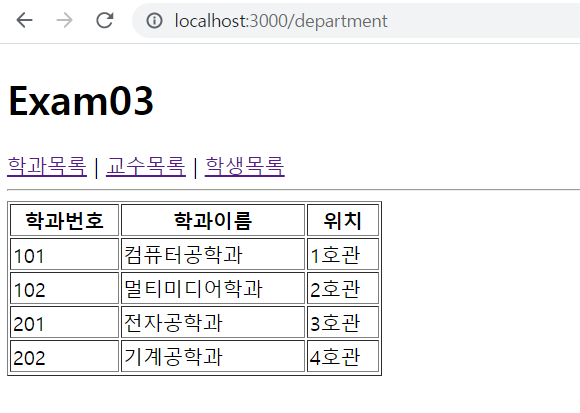 localhost:3000/department
Exam03
학과목록 | 교수목록 | 학생목록
학과번호 학과이름 위치
101 컴퓨터공학과 1호관
102 멀티미디어학과 2호관
201 전자공학과 3호관
202 기계공학과 4호관